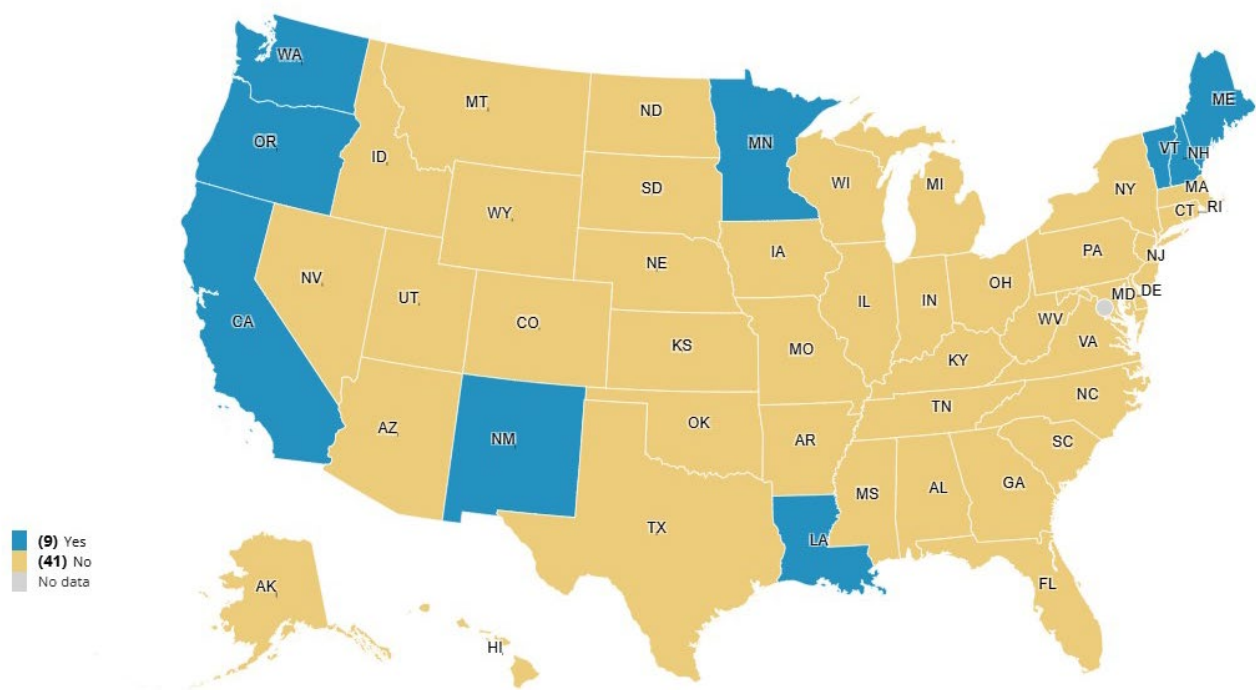 WA
MT
ND
MN
ME
OR
ID
VT
NH
WI
MI
NY
SD
MA
CT
RI
WY
IA
PA
NJ
NE
NV
UT
IL
IN
OH
MD
DE
CA
CO
WV
VA
KS
MO
KY
NC
TN
AZ
NM
OK
AR
SC
MS
AL
GA
TX
LA
(9) Yes
(41) No
No data
AK
FL
HI